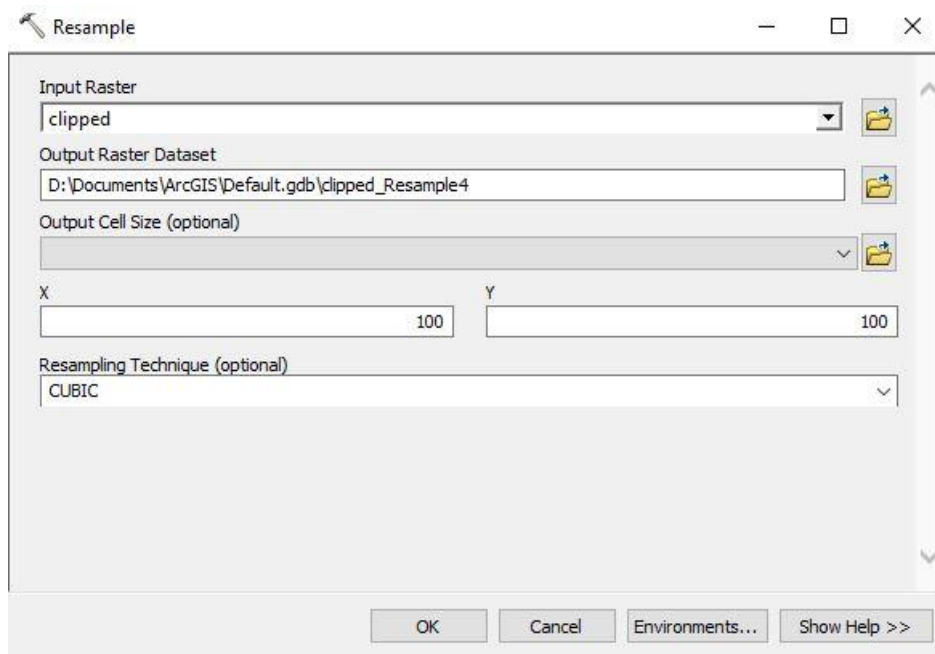 Resample
Input Raster
clipped
Output Raster Dataset
D:\Documents\ArcGIS\Default.gdb\clipped_Resample4
Output Cell Size (optional)
X Y
100 100
Resampling Technique (optional)
CUBIC
OK Cancel Environments... Show Help >>